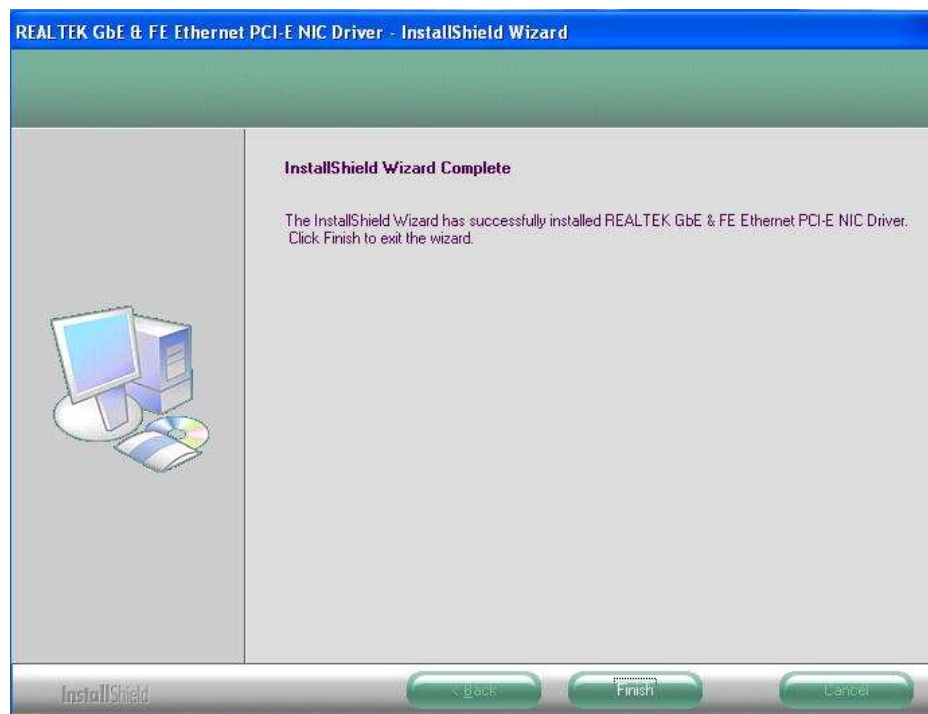 REALTEK GbE & FE Ethernet PCI-E NIC Driver - InstallShield Wizard
InstallShield Wizard Complete
The InstallShield Wizard has successfully installed REALTEK GbE & FE Ethernet PCI-E NIC Driver.
Click Finish to exit the wizard.
InstallShield
< Back
Finish
Cancel